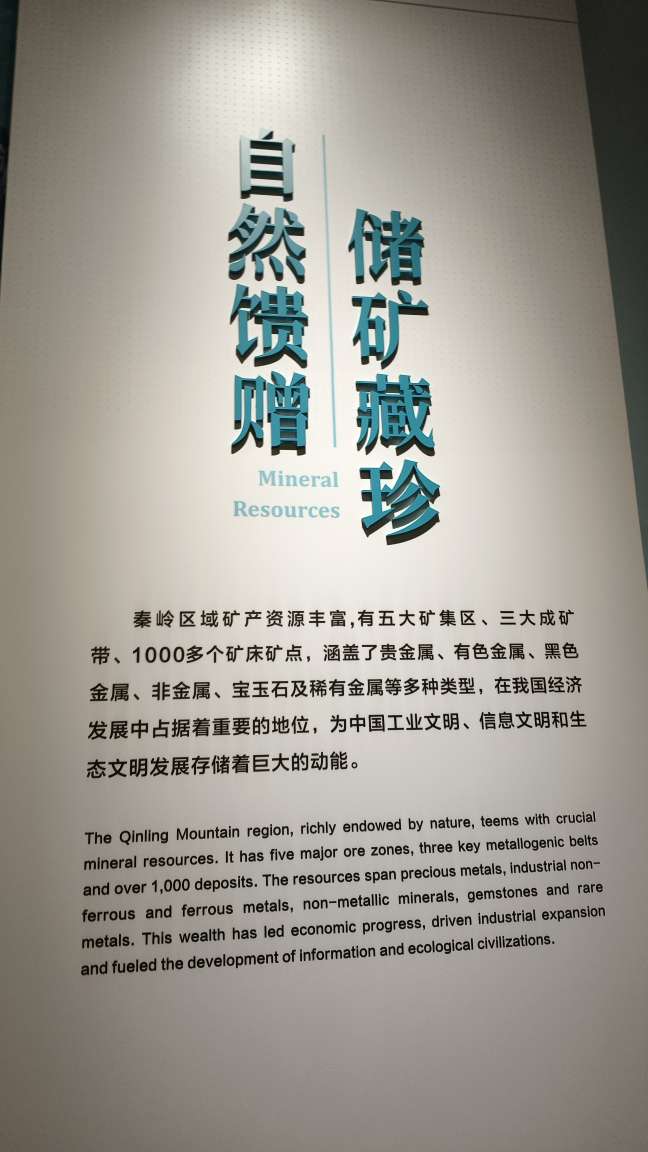 储矿藏珍
自然馈赠
Mineral
Resources
秦岭区域矿产资源丰富,有五大矿集区、三大成矿
带、1000多个矿床矿点，涵盖了贵金属、有色金属、黑色
金属、非金属、宝玉石及稀有金属等多种类型，在我国经济
发展中占据着重要的地位，为中国工业文明、信息文明和生
态文明发展存储着巨大的动能。
The Qinling Mountain region, richly endowed by nature, teems with crucial
mineral resources. It has five major ore zones, three key metallogenic belts
and over 1,000 deposits. The resources span precious metals, industrial non-
ferrous and ferrous metals, non-metallic minerals, gemstones and rare
metals. This wealth has led economic progress, driven industrial expansion
and fueled the development of information and ecological civilizations.